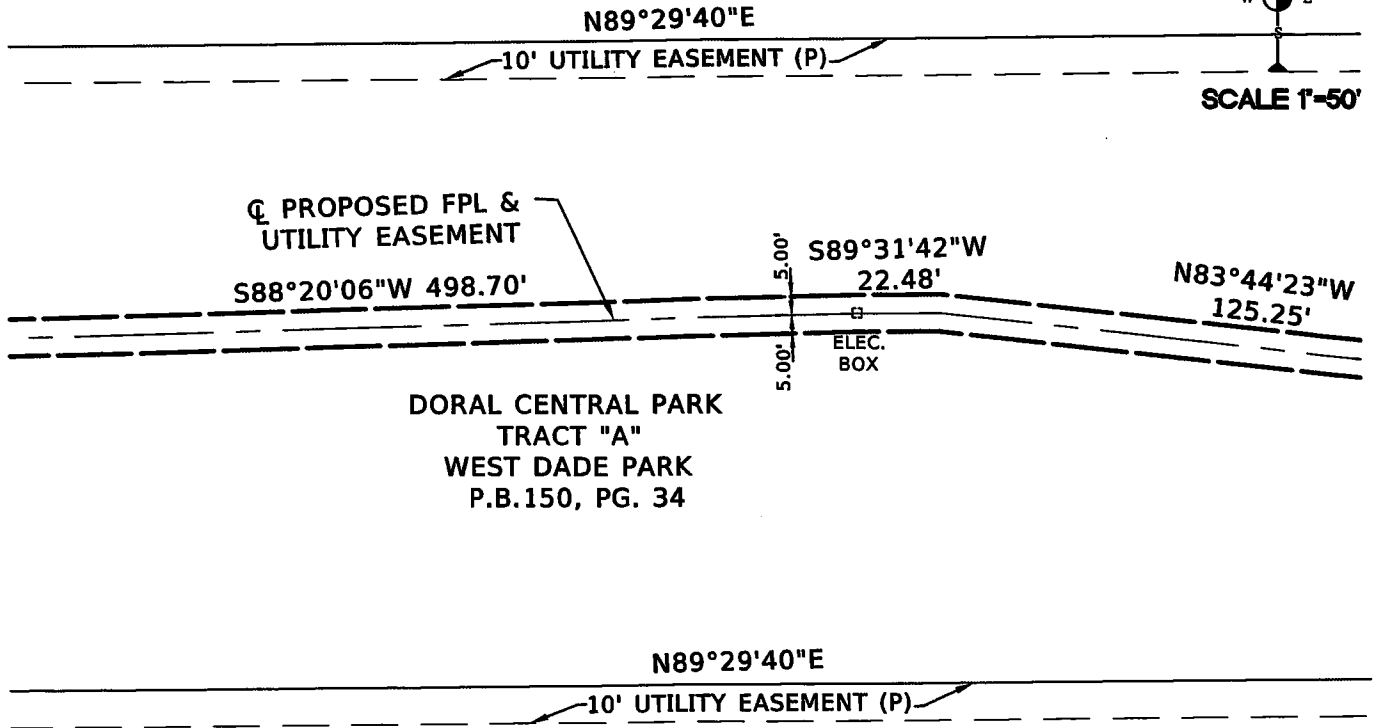 N89°29'40"E
10' UTILITY EASEMENT (P)
S
SCALE 1"=50'
℄ PROPOSED FPL &
UTILITY EASEMENT
S88°20'06"W 498.70'
5.00'
5.00'
S89°31'42"W
22.48'
ELEC.
BOX
N83°44'23"W
125.25'
DORAL CENTRAL PARK
TRACT "A"
WEST DADE PARK
P.B.150, PG. 34
N89°29'40"E
10' UTILITY EASEMENT (P)